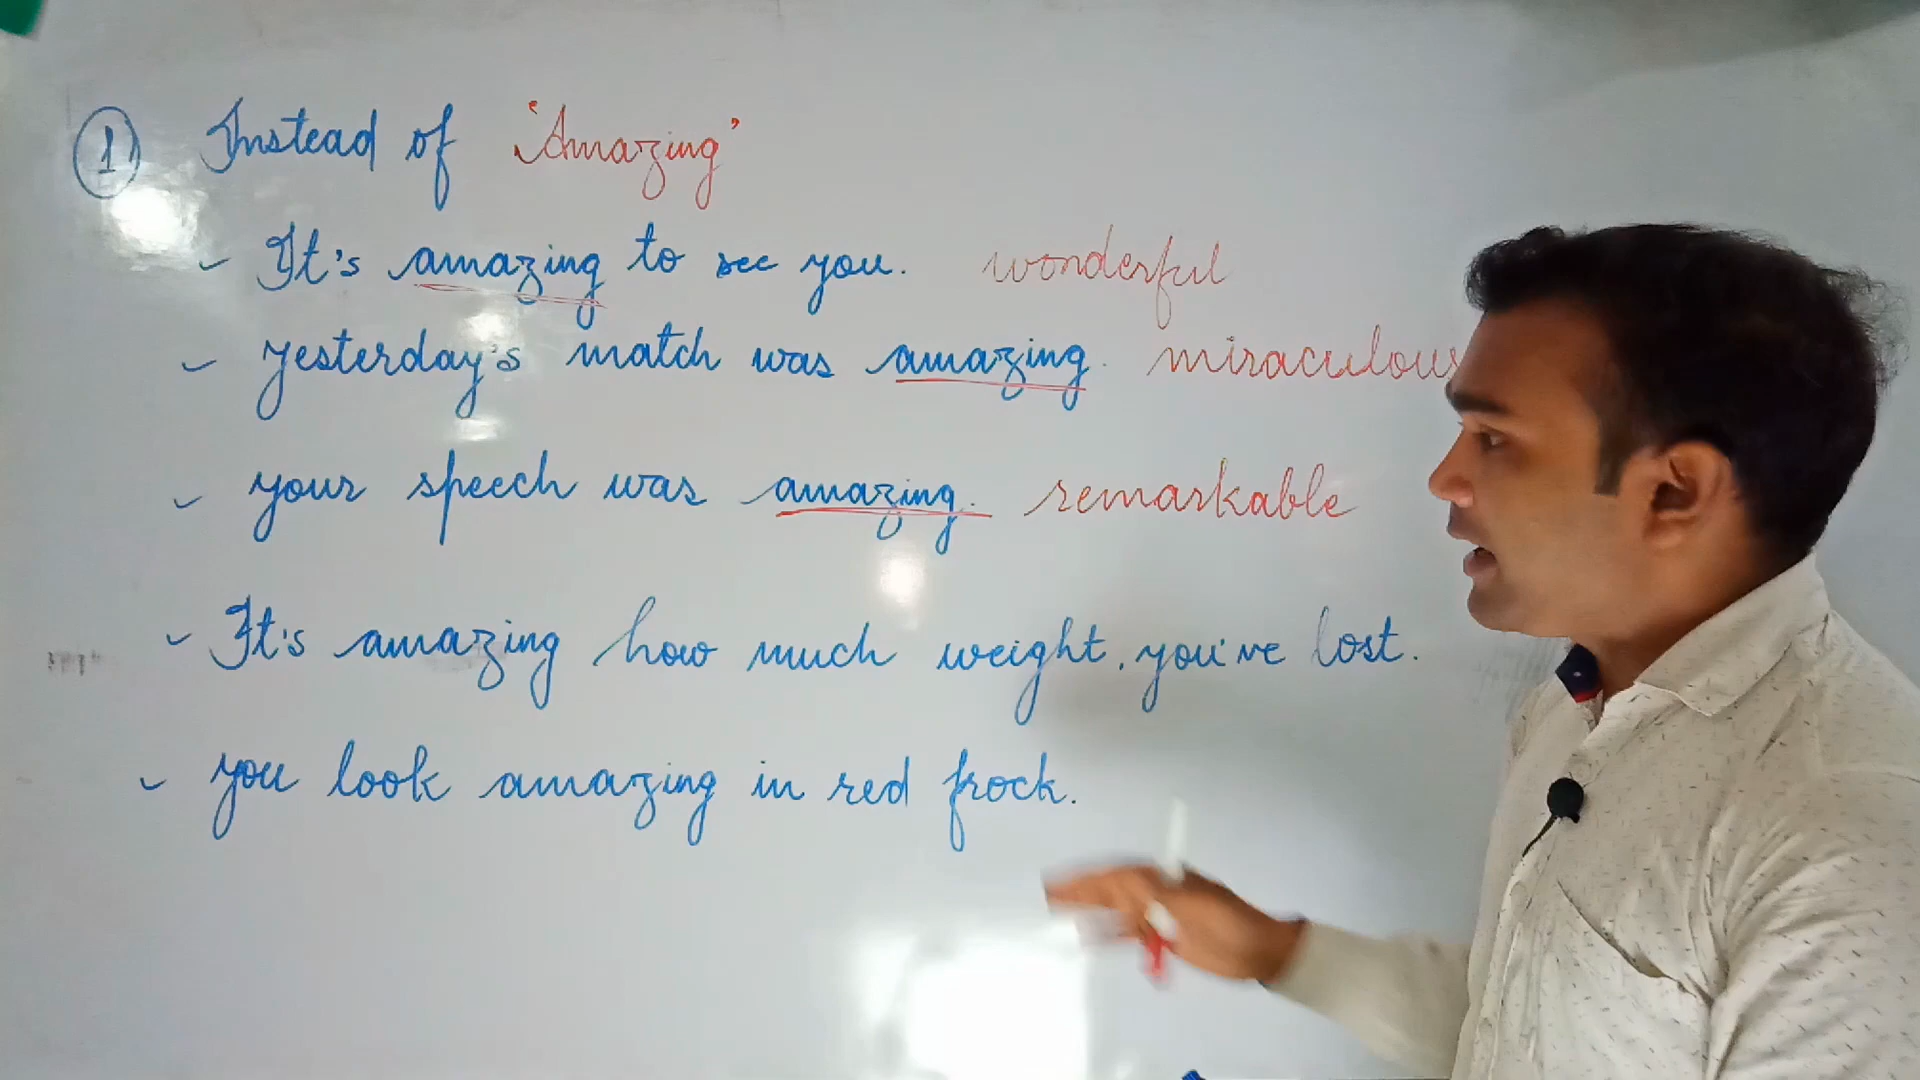 1 Instead of 'Amazing'
- It's amazing to see you. wonderful
- yesterday's match was amazing. miraculous
- your speech was amazing. remarkable
- It's amazing how much weight, you've lost.
- you look amazing in red frock.